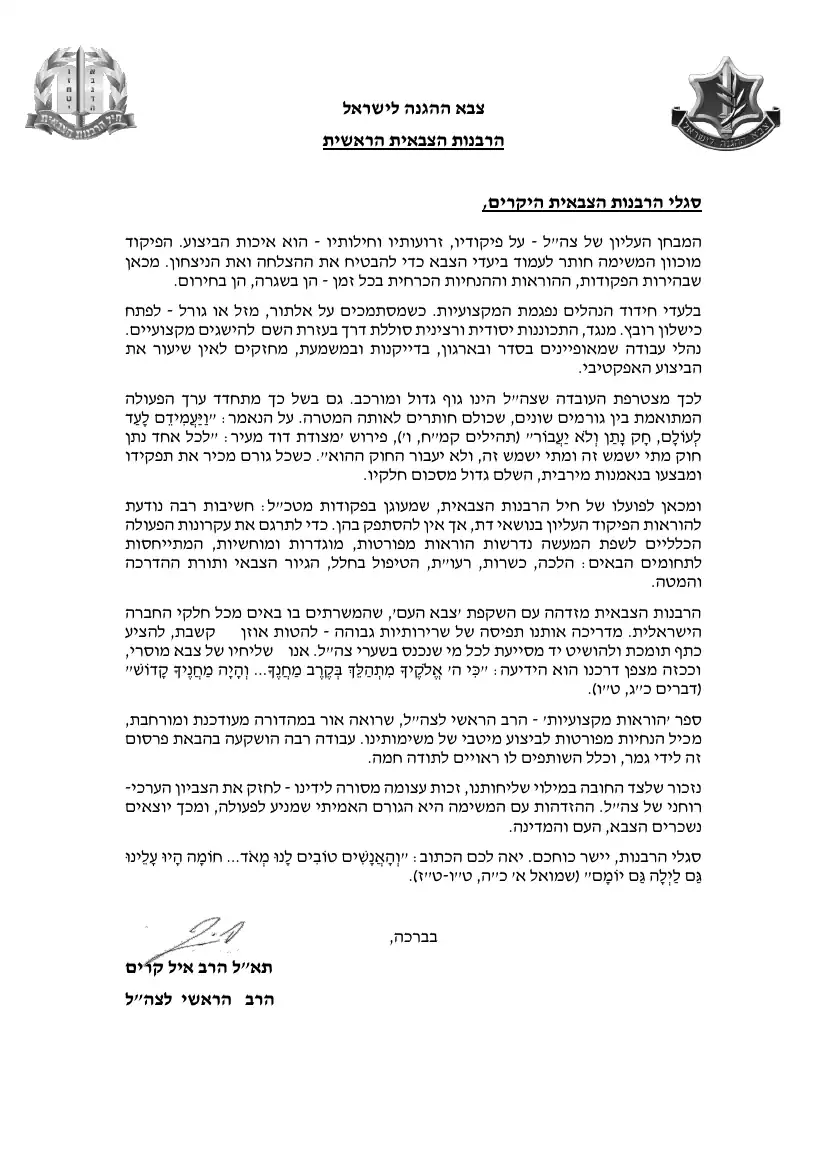 צבא ההגנה לישראל
הרבנות הצבאית הראשית
צבא ההגנה לישראל
חיל הרבנות הצבאית
סגלי הרבנות הצבאית היקרים,
המבחן העליון של צה"ל - על פיקודיו, זרועותיו וחילותיו - הוא איכות הביצוע. הפיקוד
מוכוון המשימה חותר לעמוד ביעדי הצבא כדי להבטיח את ההצלחה ואת הניצחון. מכאן
שבהירות הפקודות, ההוראות וההנחיות הכרחית בכל זמן - הן בשגרה, הן בחירום.
בלעדי חידוד הנהלים נפגמת המקצועיות. כשמסתמכים על אלתור, מזל או גורל - לפתח
כישלון רובץ. מנגד, התכווננות יסודית ורצינית סוללת דרך בעזרת השם להישגים מקצועיים.
נהלי עבודה שמאופיינים בסדר ובארגון, בדייקנות ובמשמעת, מחזקים לאין שיעור את
הביצוע האפקטיבי.
לכך מצטרפת העובדה שצה"ל הינו גוף גדול ומורכב. גם בשל כך מתחדד ערך הפעולה
המתואמת בין גורמים שונים, שכולם חותרים לאותה המטרה. על הנאמר: "וַיַּעֲמִידֵם לָעַד
לְעוֹלָם, חָק נָתַן וְלֹא יַעֲבוֹר" (תהילים קמ"ח, ו'), פירוש 'מצודת דוד מעיר: "לכל אחד נתן
חוק מתי ישמש זה ומתי ישמש זה, ולא יעבור החוק ההוא". כשכל גורם מכיר את תפקידו
ומבצעו בנאמנות מירבית, השלם גדול מסכום חלקיו.
ומכאן לפועלו של חיל הרבנות הצבאית, שמעוגן בפקודות מטכ"ל: חשיבות רבה נודעת
להוראות הפיקוד העליון בנושאי דת, אך אין להסתפק בהן. כדי לתרגם את עקרונות הפעולה
הכלליים לשפת המעשה נדרשות הוראות מפורטות, מוגדרות ומוחשיות, המתייחסות
לתחומים הבאים: הלכה, כשרות, רעו"ת, הטיפול בחלל, הגיור הצבאי ותורת ההדרכה
והמטה.
הרבנות הצבאית מזדהה עם השקפת 'צבא העם', שהמשרתים בו באים מכל חלקי החברה
הישראלית. מדריכה אותנו תפיסה של שרירותיות גבוהה - להטות אוזן קשבת, להציע
כתף תומכת ולהושיט יד מסייעת לכל מי שנכנס בשערי צה"ל. אנו שליחיו של צבא מוסרי,
וככזה מצפן דרכנו הוא הידיעה: "כִּי ה' אֱלֹקֶיךָ מִתְהַלֵּךְ בְּקֶרֶב מַחֲנֶךָ... וְהָיָה מַחֲנֶיךָ קָדוֹשׁ"
(דברים כ"ג, ט"ו).
ספר 'הוראות מקצועיות' - הרב הראשי לצה"ל, שרואה אור במהדורה מעודכנת ומורחבת,
מכיל הנחיות מפורטות לביצוע מיטבי של משימותינו. עבודה רבה הושקעה בהבאת פרסום
זה לידי גמר, וכלל השותפים לו ראויים לתודה חמה.
נזכור שלצד החובה במילוי שליחותנו, זכות עצומה מסורה לידינו - לחזק את הצביון הערכי-
רוחני של צה"ל. ההזדהות עם המשימה היא הגורם האמיתי שמניע לפעולה, ומכך יוצאים
נשכרים הצבא, העם והמדינה.
סגלי הרבנות, יישר כוחכם. יאה לכם הכתוב: "וְהָאֲנָשִׁים טוֹבִים לָנוּ מְאֹד... חוֹמָה הָיוּ עָלֵינוּ
גַּם לַיְלָה גַּם יוֹמָם" (שמואל א' כ"ה, ט"ו-ט"ז).
בברכה,
תא"ל הרב איל קרים
הרב הראשי לצה"ל